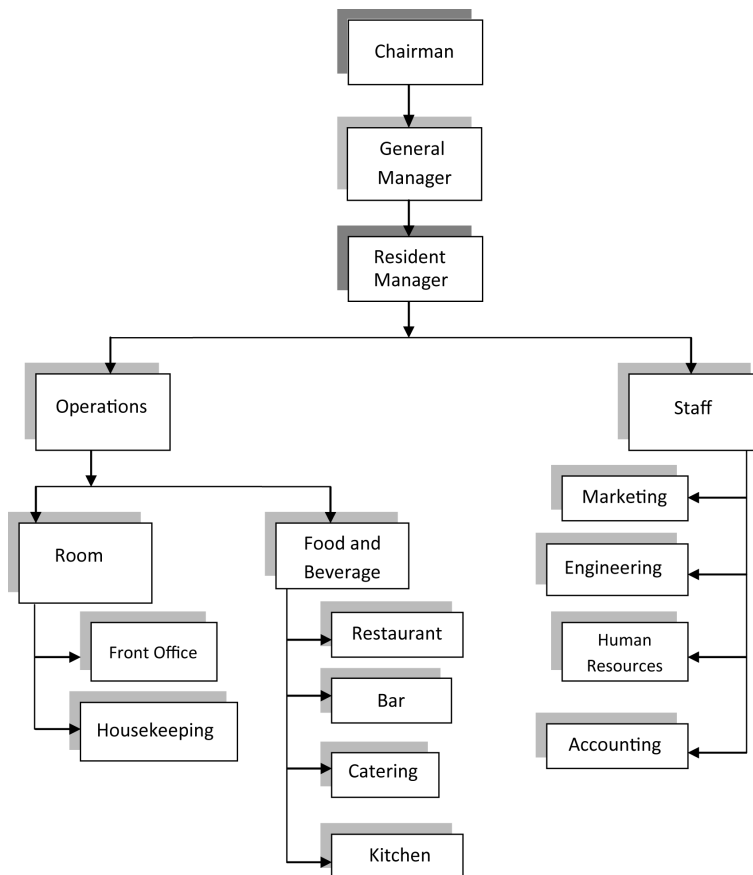 Chairman
General
Manager
Resident
Manager
Operations
Staff
Marketing
Room
Food and
Beverage
Engineering
Front Office
Restaurant
Human
Resources
Housekeeping
Bar
Accounting
Catering
Kitchen